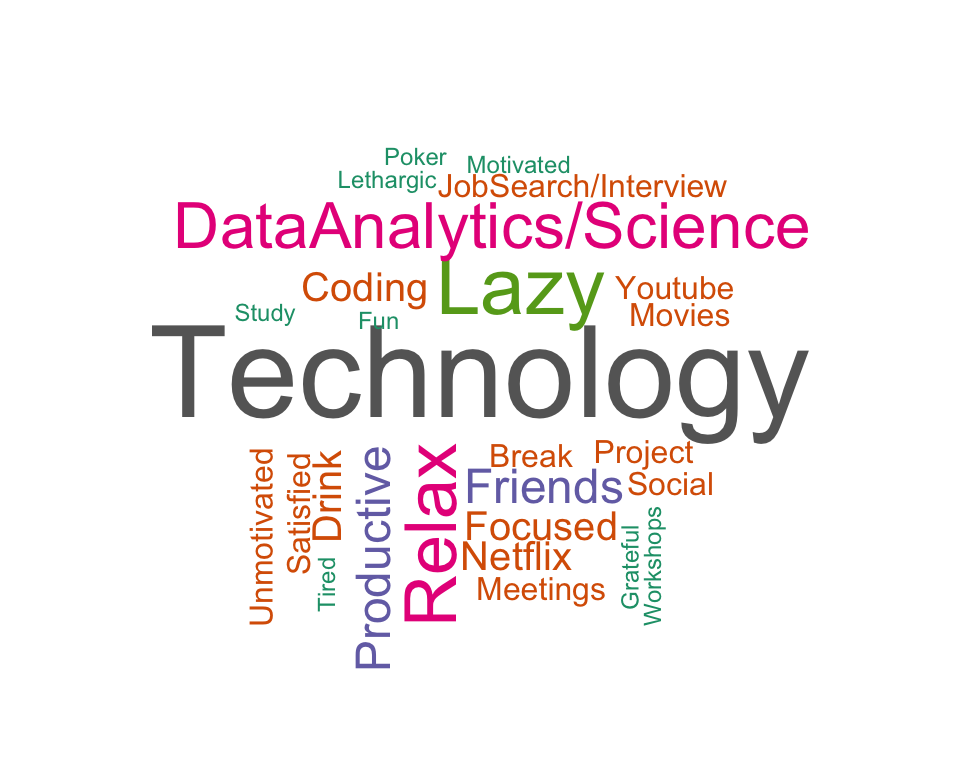 Poker
Motivated
Lethargic
JobSearch/Interview
DataAnalytics/Science
Coding
Lazy
Youtube
Movies
Study
Fun
Technology
Unmotivated
Satisfied
Drink
Tired
Productive
Relax
Break
Project
Friends
Social
Focused
Netflix
Meetings
Grateful
Workshops